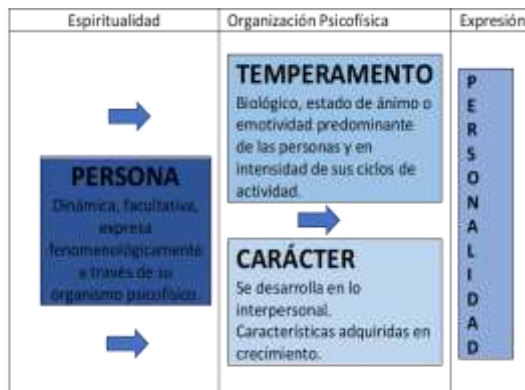 Espiritualidad
Organización Psicofísica
Expresión
PERSONA
Dinámica, facultativa,
expresa
fenomenológicamente
a través de su
organismo psicofísico.
TEMPERAMENTO
Biológico, estado de ánimo o
emotividad predominante
de las personas y en
intensidad de sus ciclos de
actividad.
CARÁCTER
Se desarrolla en lo
interpersonal.
Características adquiridas en
crecimiento.
PERSONALIDAD